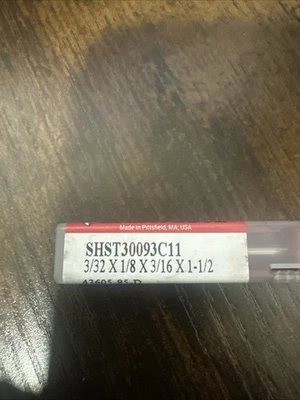 Made in Pittsfield, MA, USA
SHST30093C11
3/32 X 1/8 X 3/16 X 1-1/2